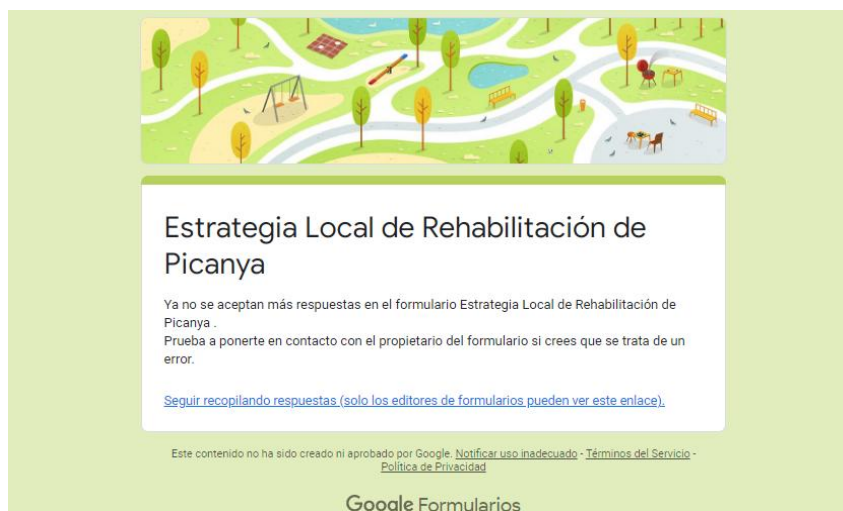 Estrategia Local de Rehabilitación de
Picanya
Ya no se aceptan más respuestas en el formulario Estrategia Local de Rehabilitación de
Picanya .
Prueba a ponerte en contacto con el propietario del formulario si crees que se trata de un
error.
Seguir recopilando respuestas (solo los editores de formularios pueden ver este enlace).
Este contenido no ha sido creado ni aprobado por Google. Notificar uso inadecuado - Términos del Servicio -
Política de Privacidad
Google Formularios